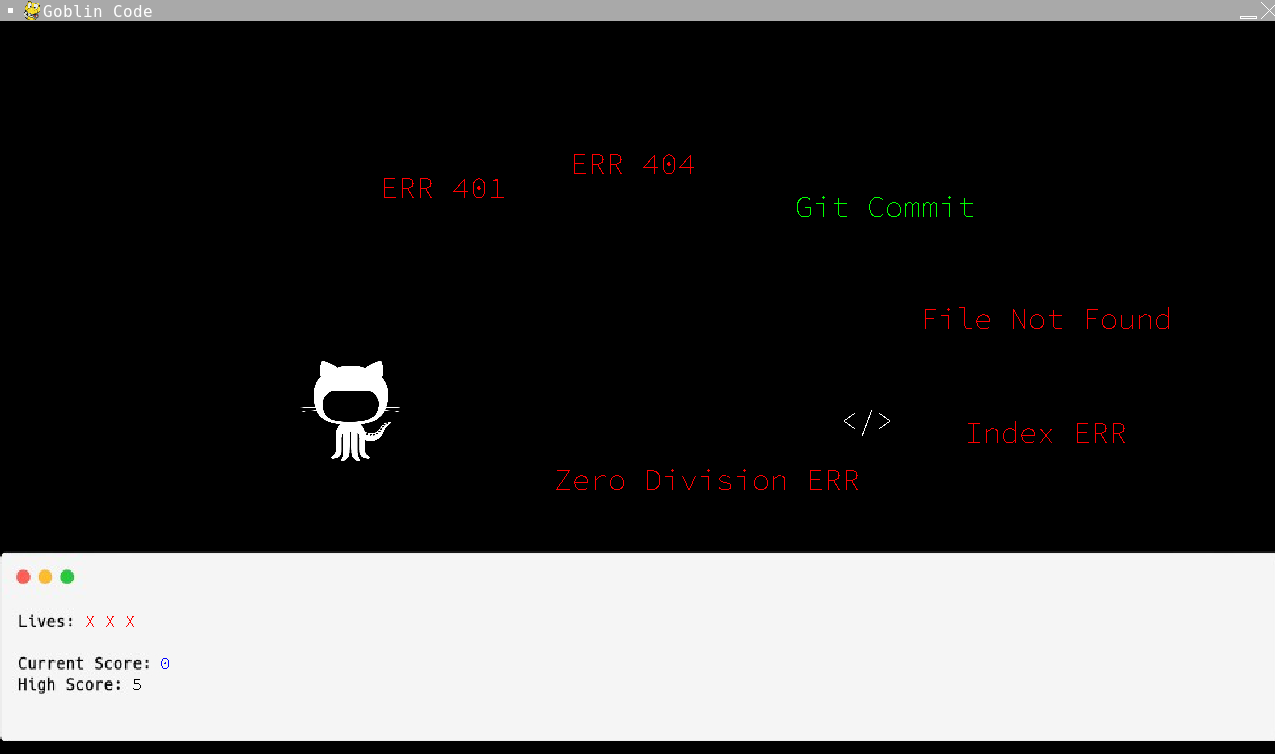 Goblin Code
ERR 404
ERR 401
Git Commit
File Not Found
</>
Index ERR
Zero Division ERR
Lives: X X X
Current Score: 0
High Score: 5